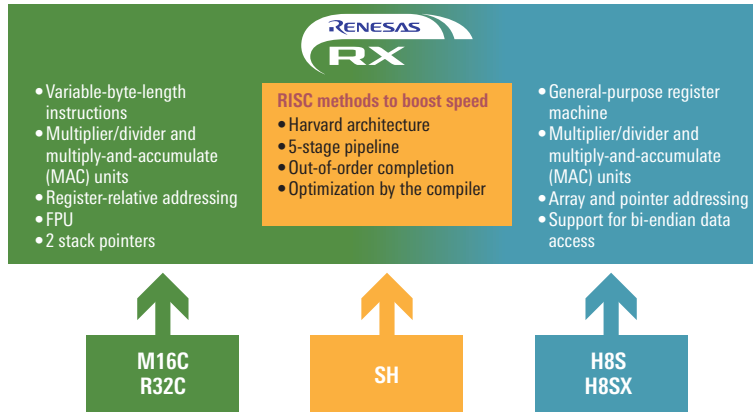 RENESAS
RX
• Variable-byte-length
instructions
• Multiplier/divider and
multiply-and-accumulate
(MAC) units
• Register-relative addressing
• FPU
• 2 stack pointers
RISC methods to boost speed
• Harvard architecture
• 5-stage pipeline
• Out-of-order completion
• Optimization by the compiler
• General-purpose register
machine
• Multiplier/divider and
multiply-and-accumulate
(MAC) units
• Array and pointer addressing
• Support for bi-endian data
access
M16C
R32C
SH
H8S
H8SX